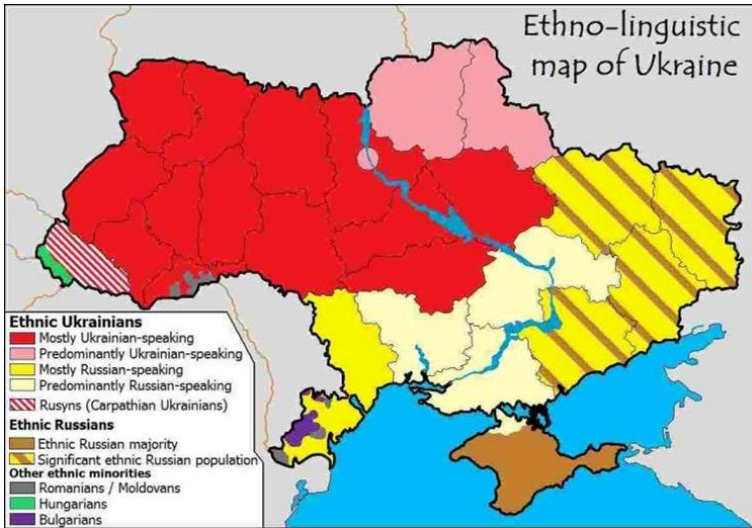 Ethno-linguistic
map of Ukraine
Ethnic Ukrainians
Mostly Ukrainian-speaking
Predominantly Ukrainian-speaking
Mostly Russian-speaking
Predominantly Russian-speaking
Rusyns (Carpathian Ukrainians)
Ethnic Russians
Ethnic Russian majority
Significant ethnic Russian population
Other ethnic minorities
Romanians / Moldovans
Hungarians
Bulgarians